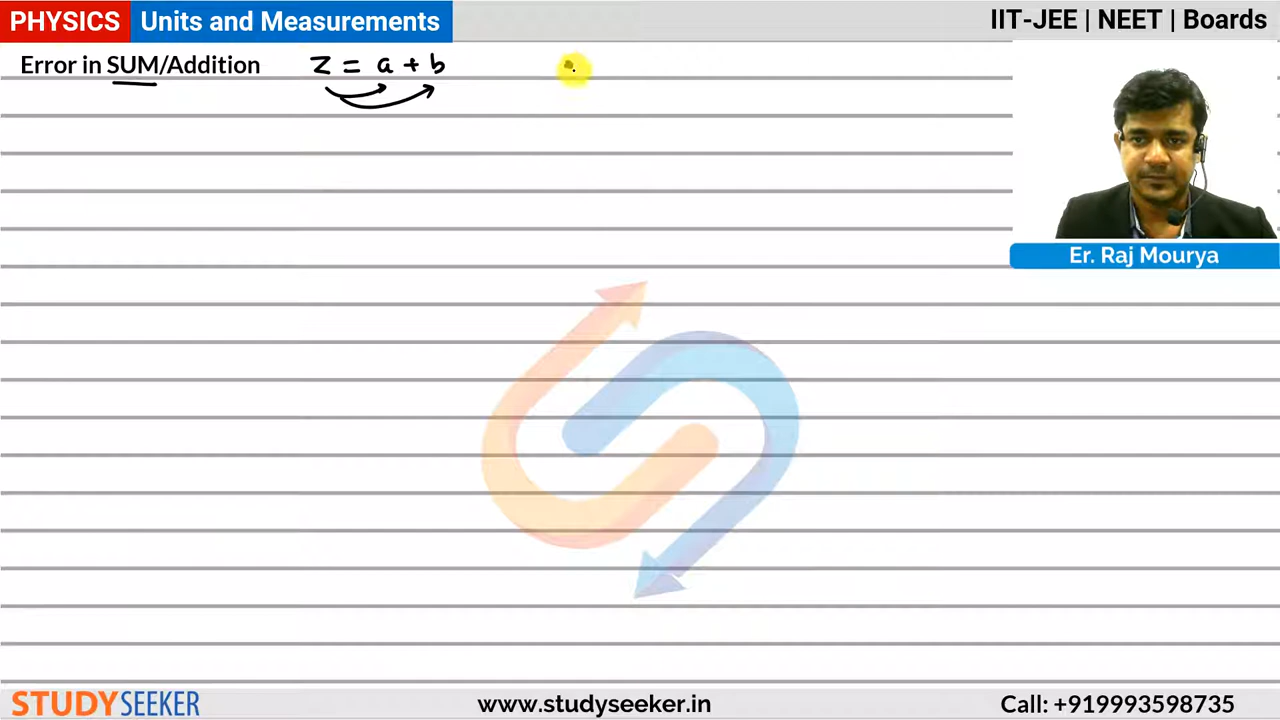 PHYSICS Units and Measurements
IIT-JEE | NEET | Boards
Error in SUM/Addition z = a + b
Er. Raj Mourya
STUDYSEEKER
www.studyseeker.in
Call: +919993598735